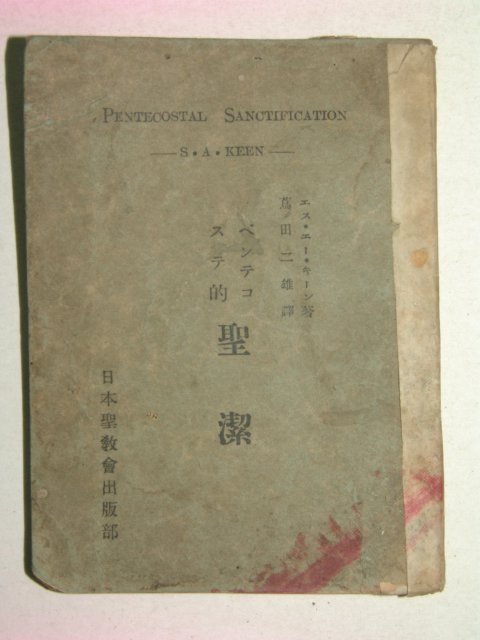 PENTECOSTAL SANCTIFICATION
S•A•KEEN
エス•エー•キーン著
蔦田二雄譯
ペンテコ
ステ的
聖潔
日本聖教會出版部